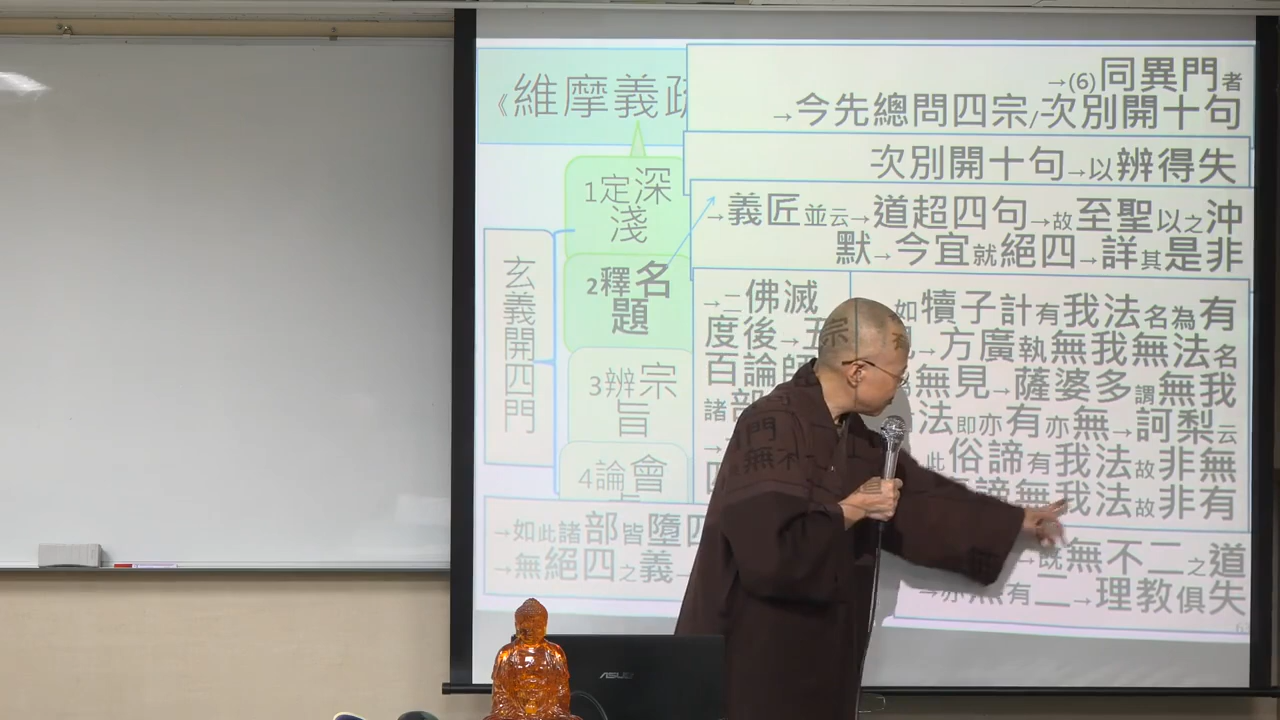 《維摩義疏
→(6)同異門者
→今先總問四宗/次別開十句
次別開十句→以辨得失
→義匠並云→道超四句→故至聖以之沖
默→今宜就絕四→詳其是非
玄義開四門
1定深
淺
2釋名
題
3辨宗
旨
4論會
→二佛滅
度後→五
百論師
諸部
如犢子計有我法名為有
→方廣執無我無法名
無見→薩婆多謂無我
法即亦有亦無→訶梨云
此俗諦有我法故非無
諦無我法故非有
→如此諸部皆墮四
→無絕四之義→
→既無不二之道
→亦無有二→理教俱失
ASUS